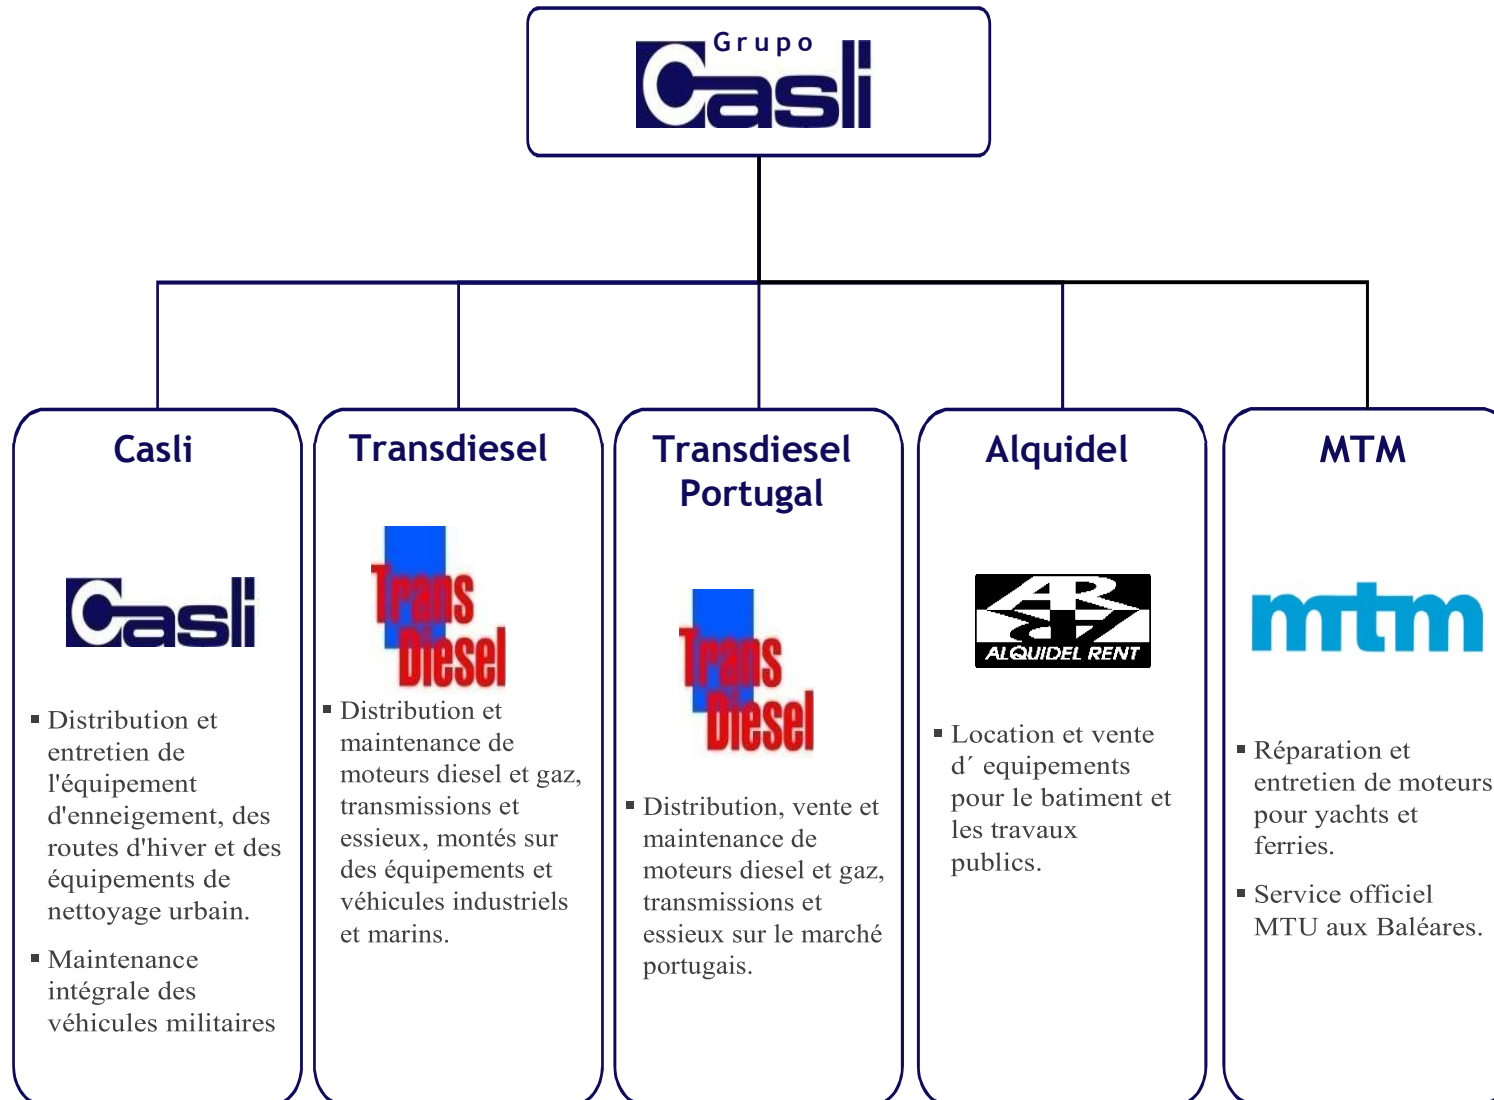 Grupo
Casli
Casli
Casli
Distribution et
entretien de
l'équipement
d'enneigement, des
routes d'hiver et des
équipements de
nettoyage urbain.
Maintenance
intégrale des
véhicules militaires
Transdiesel
Trans
Diesel
Distribution et
maintenance de
moteurs diesel et gaz,
transmissions et
essieux, montés sur
des équipements et
véhicules industriels
et marins.
Transdiesel
Portugal
Trans
Diesel
Distribution, vente et
maintenance de
moteurs diesel et gaz,
transmissions et
essieux sur le marché
portugais.
Alquidel
AR
ALQUIDEL RENT
Location et vente
d´ equipements
pour le batiment et
les travaux
publics.
MTM
mtm
Réparation et
entretien de moteurs
pour yachts et
ferries.
Service officiel
MTU aux Baléares.